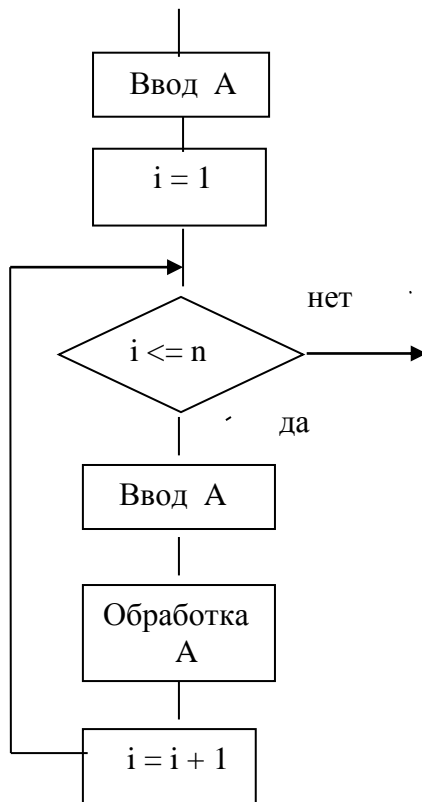 Ввод А
i = 1
нет
i <= n
да
Ввод А
Обработка
А
i = i + 1